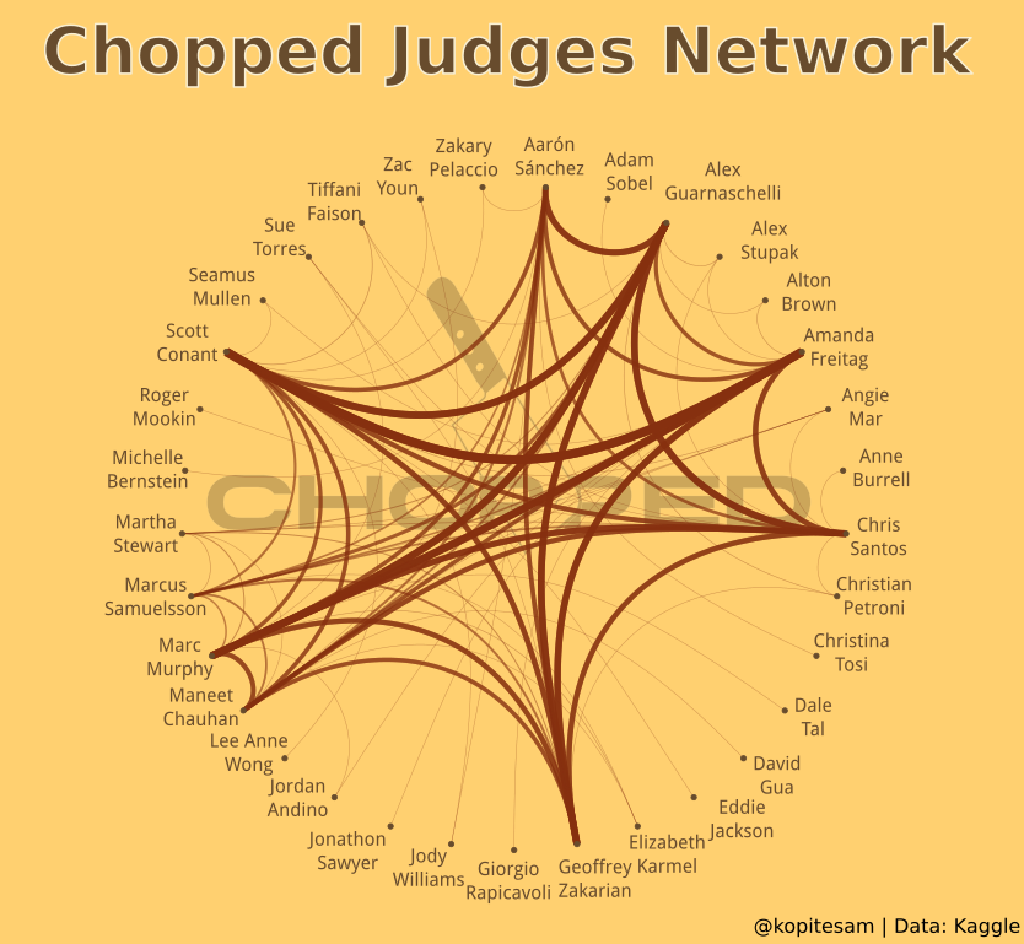 Chopped Judges Network
Aarón
Sánchez
Adam
Sobel
Alex
Guarnaschelli
Alex
Stupak
Alton
Brown
Amanda
Freitag
Angie
Mar
Anne
Burrell
Chris
Santos
Christian
Petroni
Christina
Tosi
Dale
Tal
David
Gua
Eddie
Jackson
Elizabeth
Karmel
Geoffrey
Zakarian
Giorgio
Rapicavoli
Jody
Williams
Jonathon
Sawyer
Jordan
Andino
Lee Anne
Wong
Maneet
Chauhan
Marc
Murphy
Marcus
Samuelsson
Martha
Stewart
Michelle
Bernstein
Roger
Mookin
Scott
Conant
Seamus
Mullen
Sue
Torres
Tiffani
Faison
Zac
Youn
Zakary
Pelaccio
CHOPPED
@kopitesam | Data: Kaggle